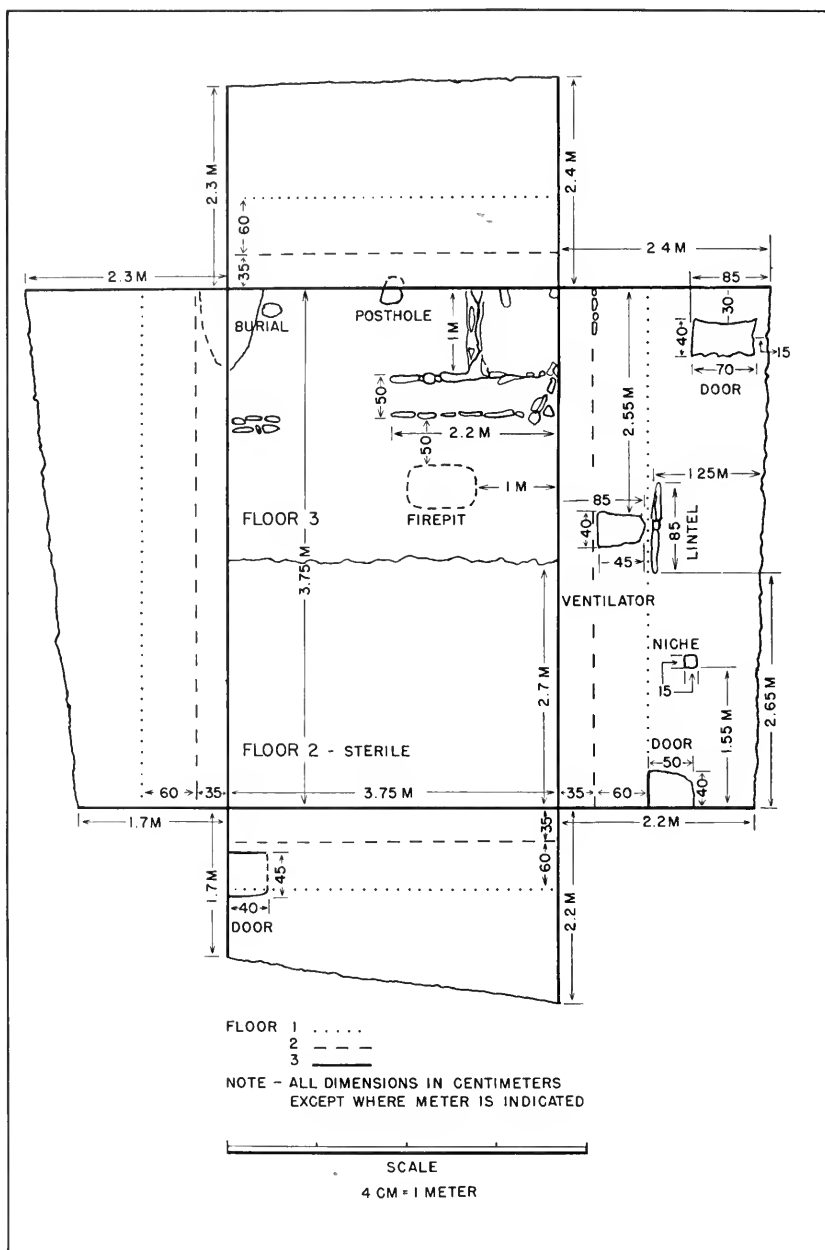 2.3 M
2.4 M
60
35
2.3 M
2.4 M
85
BURIAL
POSTHOLE
1M
30
40
15
70
DOOR
50
2.2 M
50
2.55 M
1 M
FIREPIT
FLOOR 3
3.75 M
1.25 M
85
40
45
85
LINTEL
VENTILATOR
NICHE
15
2.7 M
1.55 M
2.65 M
FLOOR 2 - STERILE
DOOR
50
40
60
35
3.75 M
35
60
1.7M
2.2 M
35
60
1.7M
45
40
DOOR
2.2 M
FLOOR 1 . . . . . .
2 - - - -
3
NOTE - ALL DIMENSIONS IN CENTIMETERS
EXCEPT WHERE METER IS INDICATED
SCALE
4 CM = 1 METER